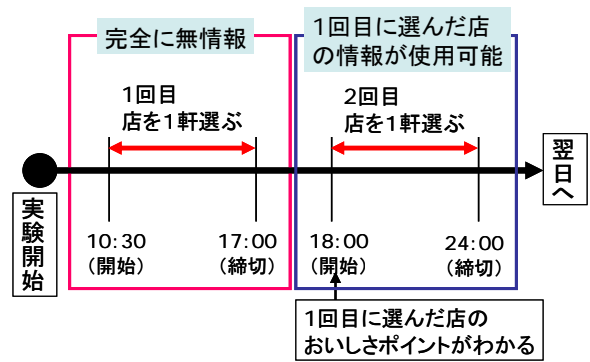 完全に無情報
1回目に選んだ店
の情報が使用可能
1回目
店を1軒選ぶ
2回目
店を1軒選ぶ
実験開始
翌日へ
10:30
(開始)
17:00
(締切)
18:00
(開始)
24:00
(締切)
1回目に選んだ店の
おいしさポイントがわかる